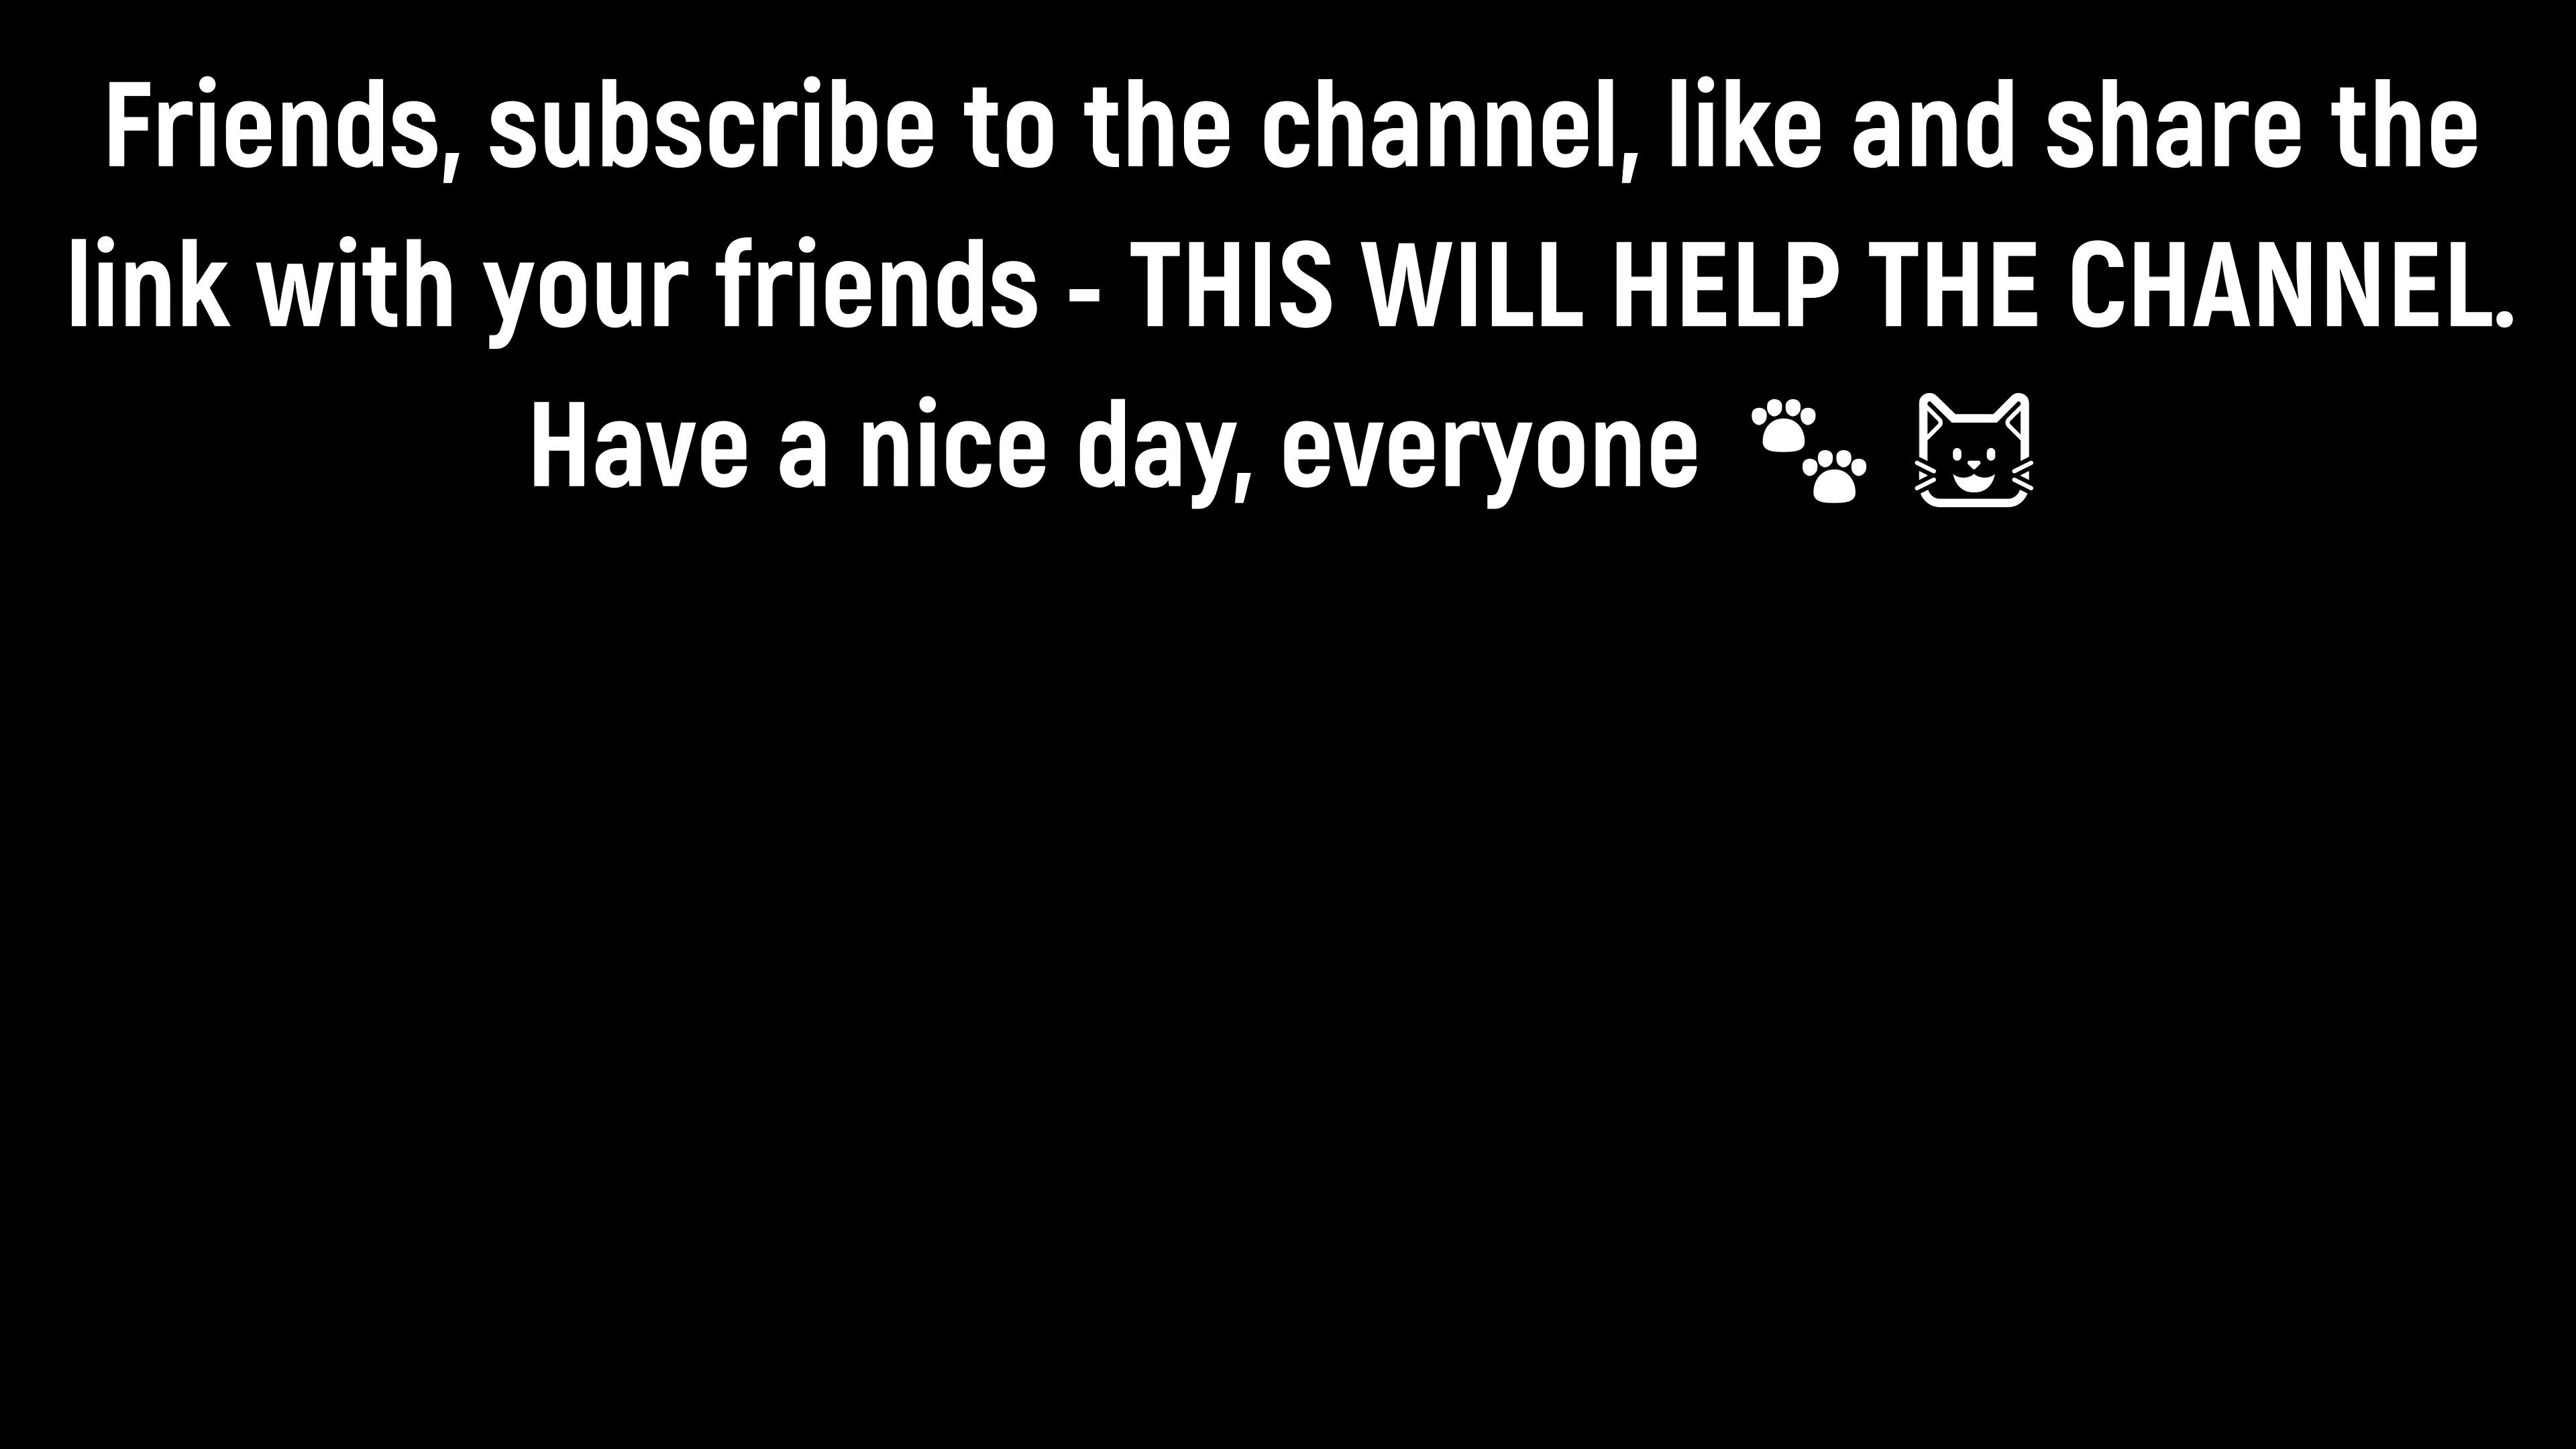 Friends, subscribe to the channel, like and share the
link with your friends - THIS WILL HELP THE CHANNEL.
Have a nice day, everyone 🐾 😺